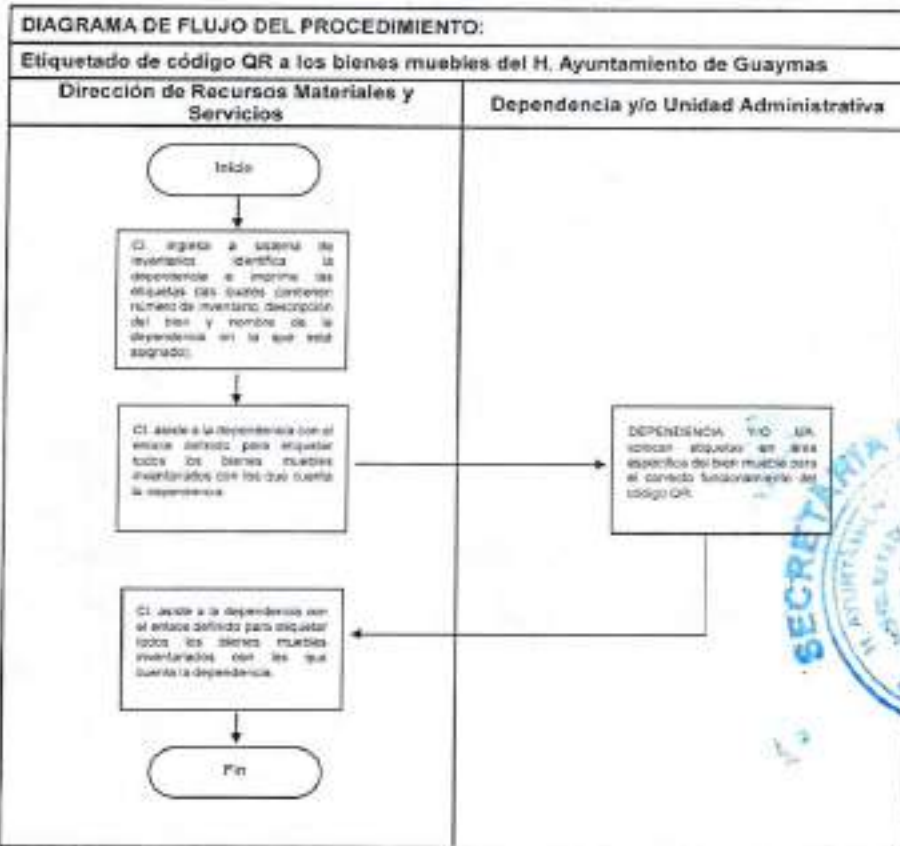 DIAGRAMA DE FLUJO DEL PROCEDIMIENTO:
Etiquetado de código QR a los bienes muebles del H. Ayuntamiento de Guaymas
Dirección de Recursos Materiales y
Servicios
Dependencia y/o Unidad Administrativa
Inicio
CI. ingresa a sistema de
inventarios identifica la
dependencia e imprime las
etiquetas (las cuales contienen
número de inventario, descripción
del bien y nombre de la
dependencia en la que está
asignado).
CI. asiste a la dependencia con el
enlace definido para etiquetar
todos los bienes muebles
inventariados con los que cuenta
la dependencia.
DEPENDENCIA Y/O UA
colocan etiquetas en área
específica del bien mueble para
el correcto funcionamiento del
código QR.
CI. asiste a la dependencia con
el enlace definido para etiquetar
todos los bienes muebles
inventariados con los que
cuenta la dependencia.
Fin
SECRETARIA
H. AYUNTAMIENTO